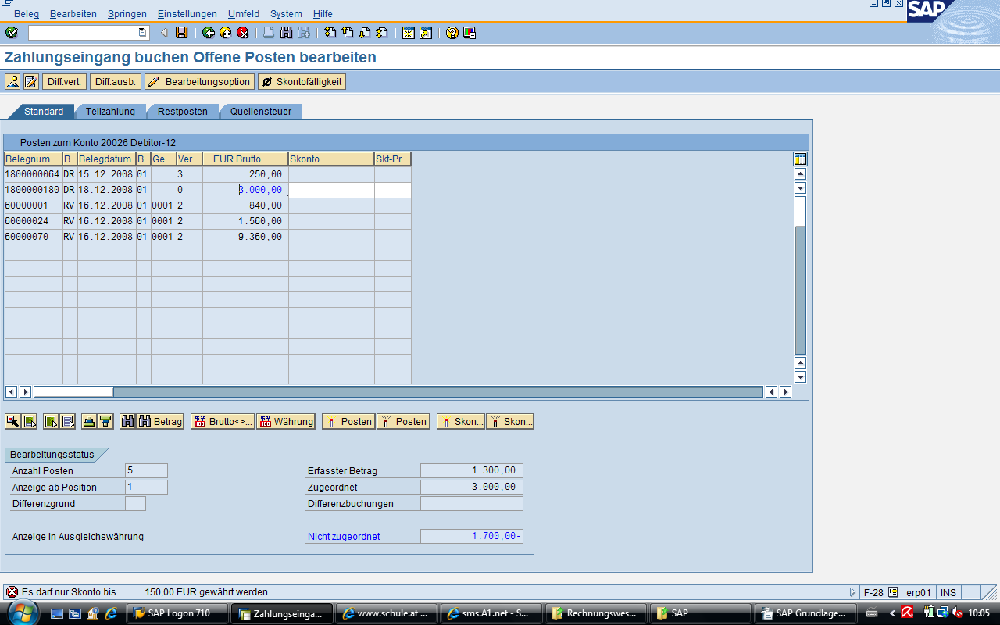 Beleg Bearbeiten Springen Einstellungen Umfeld System Hilfe
SAP
Zahlungseingang buchen Offene Posten bearbeiten
Diff.vert. Diff.ausb. Bearbeitungsoption Skontofälligkeit
Standard Teilzahlung Restposten Quellensteuer
Posten zum Konto 20026 Debitor-12
Belegnum... B.. Belegdatum B.. Ge... Ver... EUR Brutto Skonto Skt-Pr
1800000064 DR 15.12.2008 01 3 250,00
1800000180 DR 18.12.2008 01 0 3.000,00
60000001 RV 16.12.2008 01 0001 2 840,00
60000024 RV 16.12.2008 01 0001 2 1.560,00
60000070 RV 16.12.2008 01 0001 2 9.360,00
Betrag Brutto<>... Währung Posten Posten Skon... Skon...
Bearbeitungsstatus
Anzahl Posten 5 Erfasster Betrag 1.300,00
Anzeige ab Position 1 Zugeordnet 3.000,00
Differenzgrund Differenzbuchungen
Anzeige in Ausgleichswährung Nicht zugeordnet 1.700,00-
Es darf nur Skonto bis 150,00 EUR gewährt werden F-28 erp01 INS
SAP Logon 710 Zahlungseinga... www.schule.at ... sms.A1.net - S... Rechnungswes... SAP SAP Grundlage... 10:05